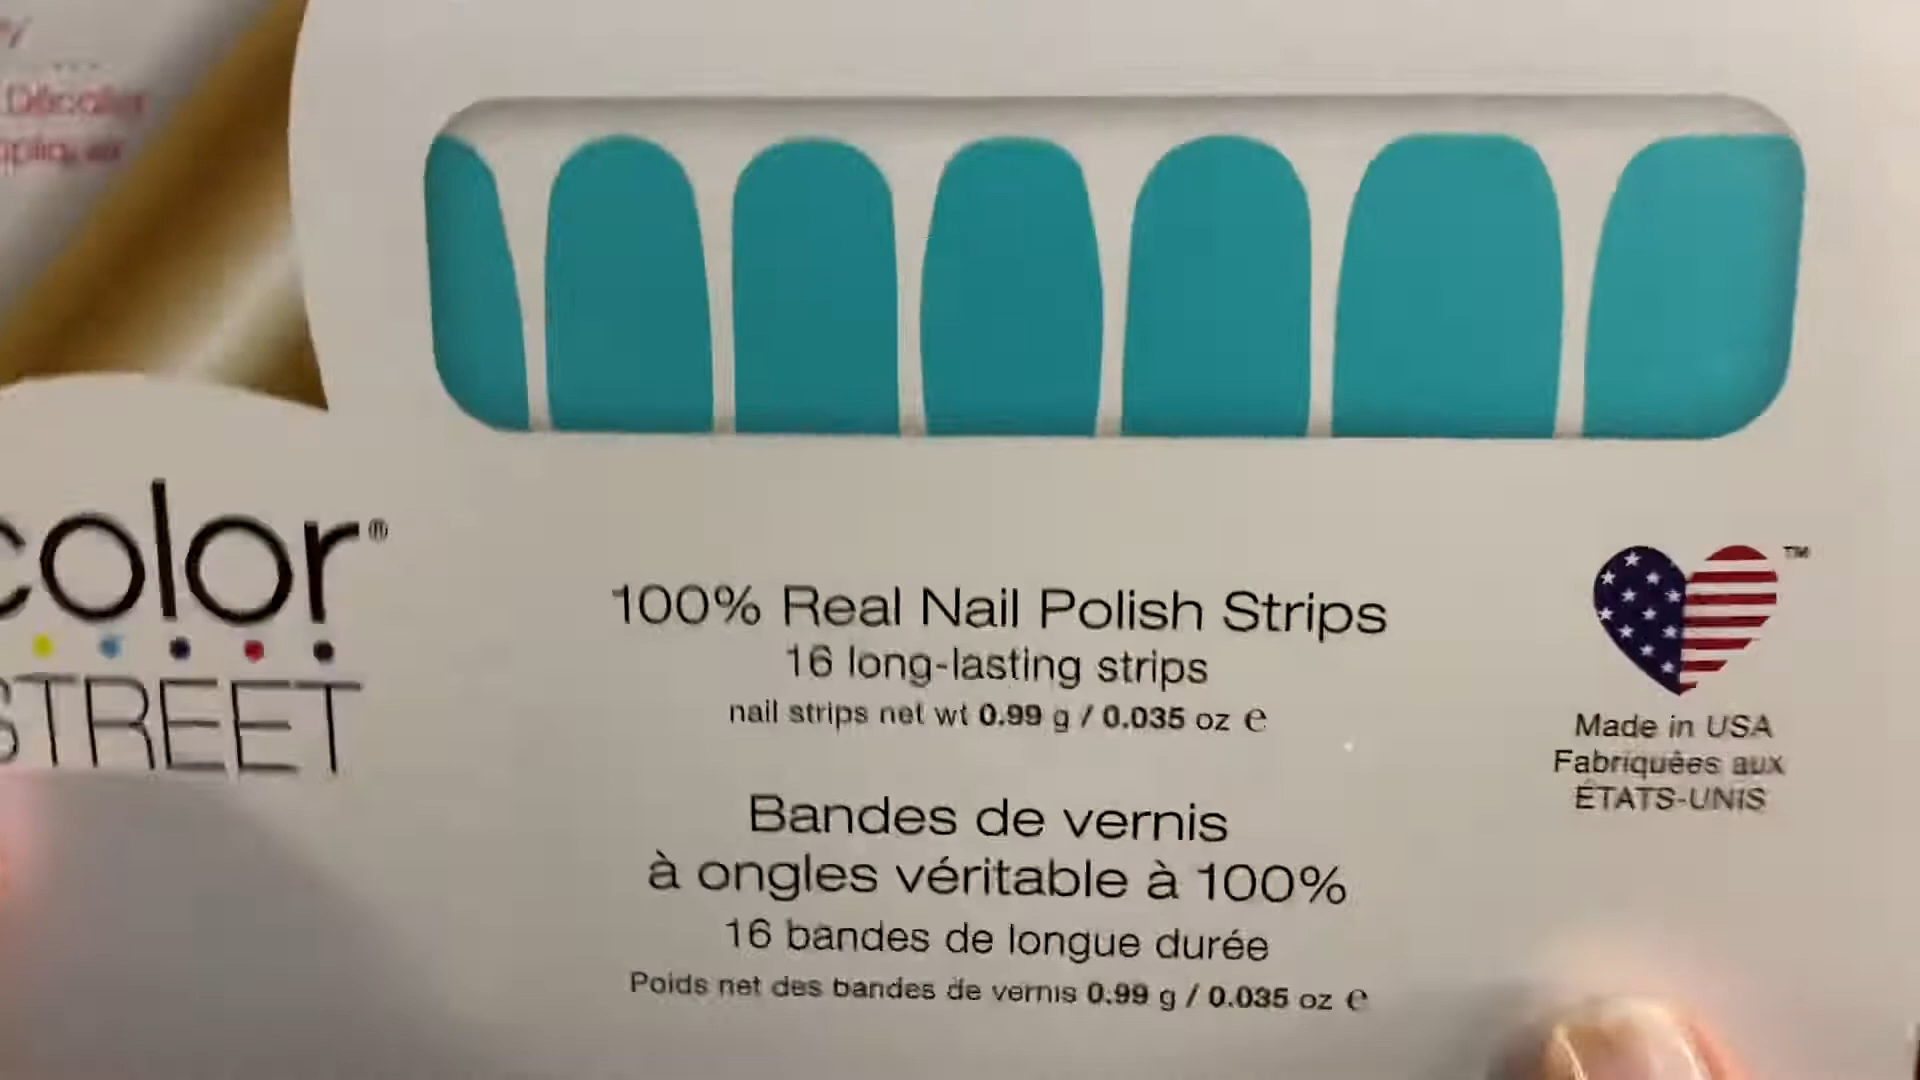 Décoller
color®
STREET
100% Real Nail Polish Strips
16 long-lasting strips
nail strips net wt 0.99 g / 0.035 oz ℮
Bandes de vernis
à ongles véritable à 100%
16 bandes de longue durée
Poids net des bandes de vernis 0.99 g / 0.035 oz ℮
TM
Made in USA
Fabriquées aux
ÉTATS-UNIS